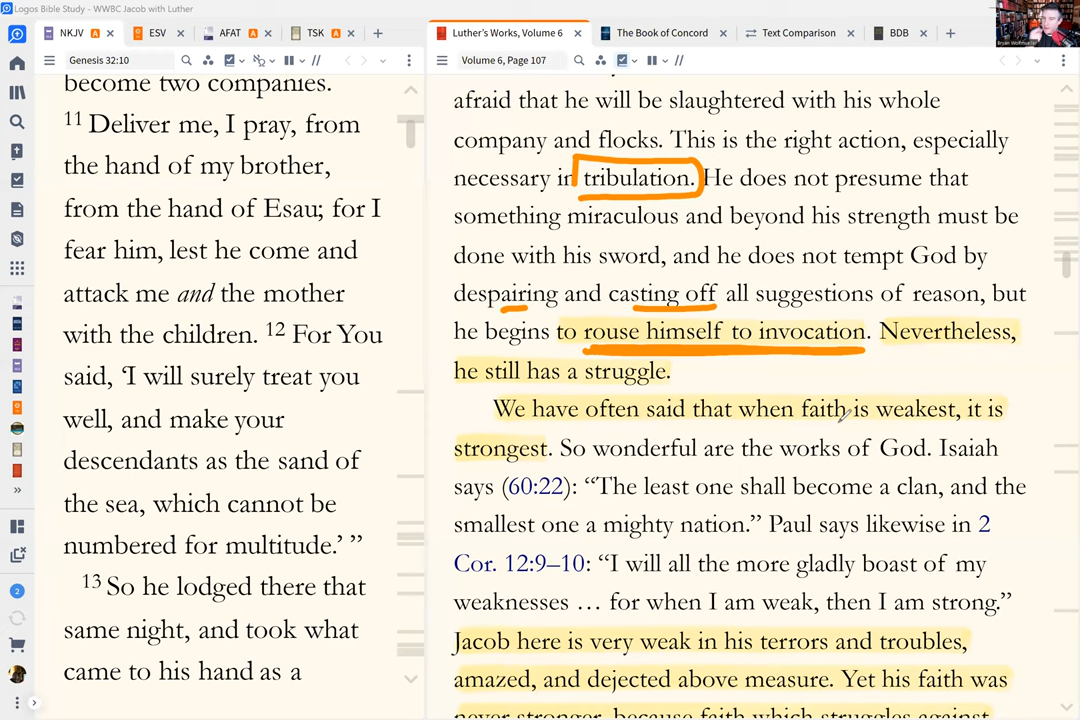 Logos Bible Study - WWBC Jacob with Luther
NKJV A
ESV
AFAT A
TSK A
Luther's Works, Volume 6
The Book of Concord
Text Comparison
BDB
Genesis 32:10
Volume 6, Page 107
become two companies.
11 Deliver me, I pray, from
the hand of my brother,
from the hand of Esau; for I
fear him, lest he come and
attack me and the mother
with the children. 12 For You
said, ‘I will surely treat you
well, and make your
descendants as the sand of
the sea, which cannot be
numbered for multitude.’ ”
13 So he lodged there that
same night, and took what
came to his hand as a
afraid that he will be slaughtered with his whole
company and flocks. This is the right action, especially
necessary in tribulation. He does not presume that
something miraculous and beyond his strength must be
done with his sword, and he does not tempt God by
despairing and casting off all suggestions of reason, but
he begins to rouse himself to invocation. Nevertheless,
he still has a struggle.
We have often said that when faith is weakest, it is
strongest. So wonderful are the works of God. Isaiah
says (60:22): “The least one shall become a clan, and the
smallest one a mighty nation.” Paul says likewise in 2
Cor. 12:9–10: “I will all the more gladly boast of my
weaknesses … for when I am weak, then I am strong.”
Jacob here is very weak in his terrors and troubles,
amazed, and dejected above measure. Yet his faith was
never stronger, because faith which struggles against
2